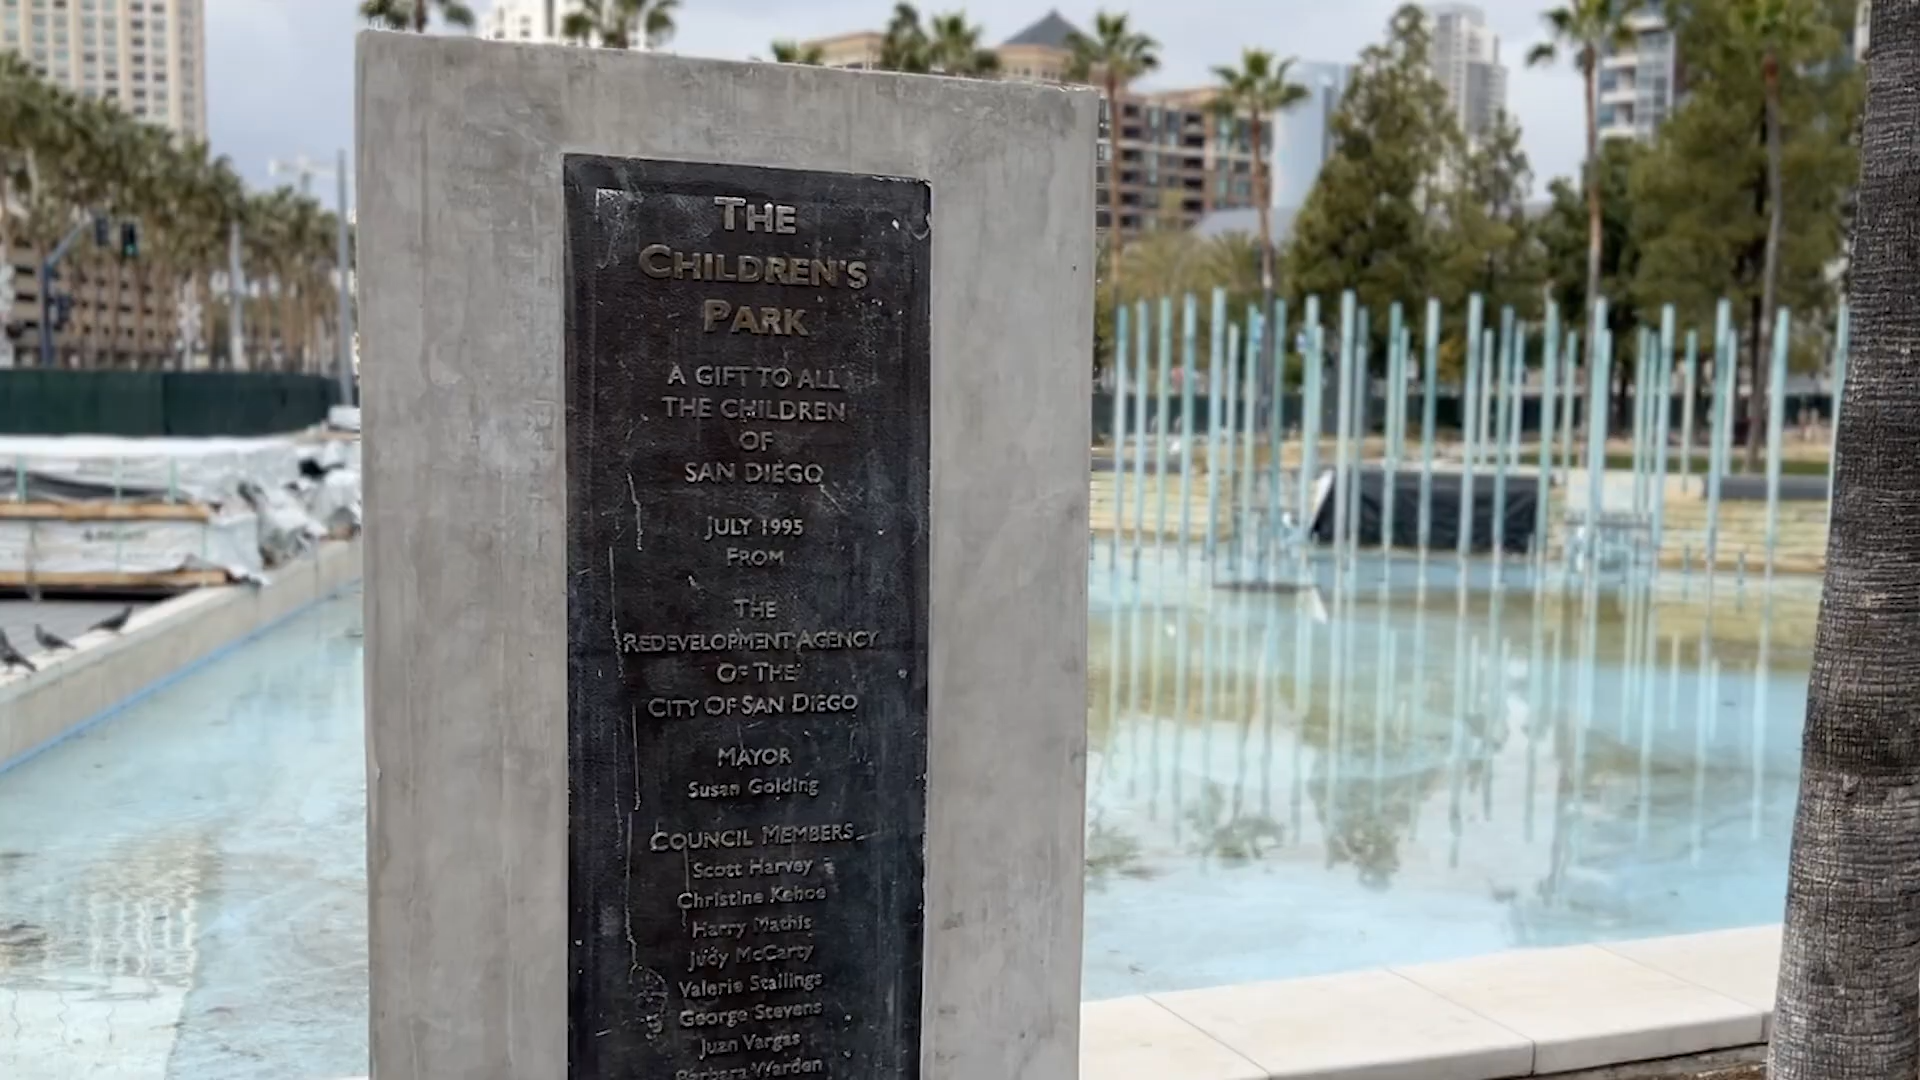 THE
CHILDREN'S
PARK
A GIFT TO ALL
THE CHILDREN
OF
SAN DIEGO
JULY 1995
FROM
THE
REDEVELOPMENT AGENCY
OF THE
CITY OF SAN DIEGO
MAYOR
Susan Golding
COUNCIL MEMBERS
Scott Harvey
Christine Kehoe
Harry Mathis
Judy McCarty
Valerie Stallings
George Stevens
Juan Vargas
Barbara Warden